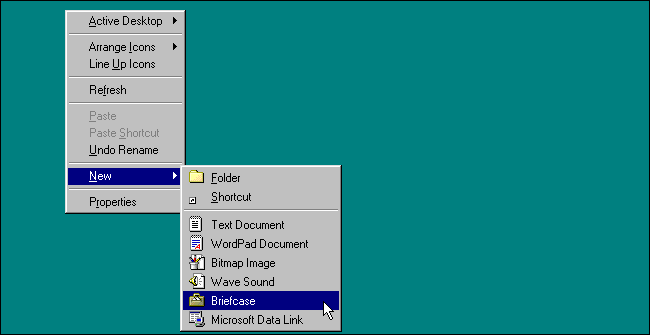 Active Desktop
Arrange Icons
Line Up Icons
Refresh
Paste
Paste Shortcut
Undo Rename
New
Properties
Folder
Shortcut
Text Document
WordPad Document
Bitmap Image
Wave Sound
Briefcase
Microsoft Data Link